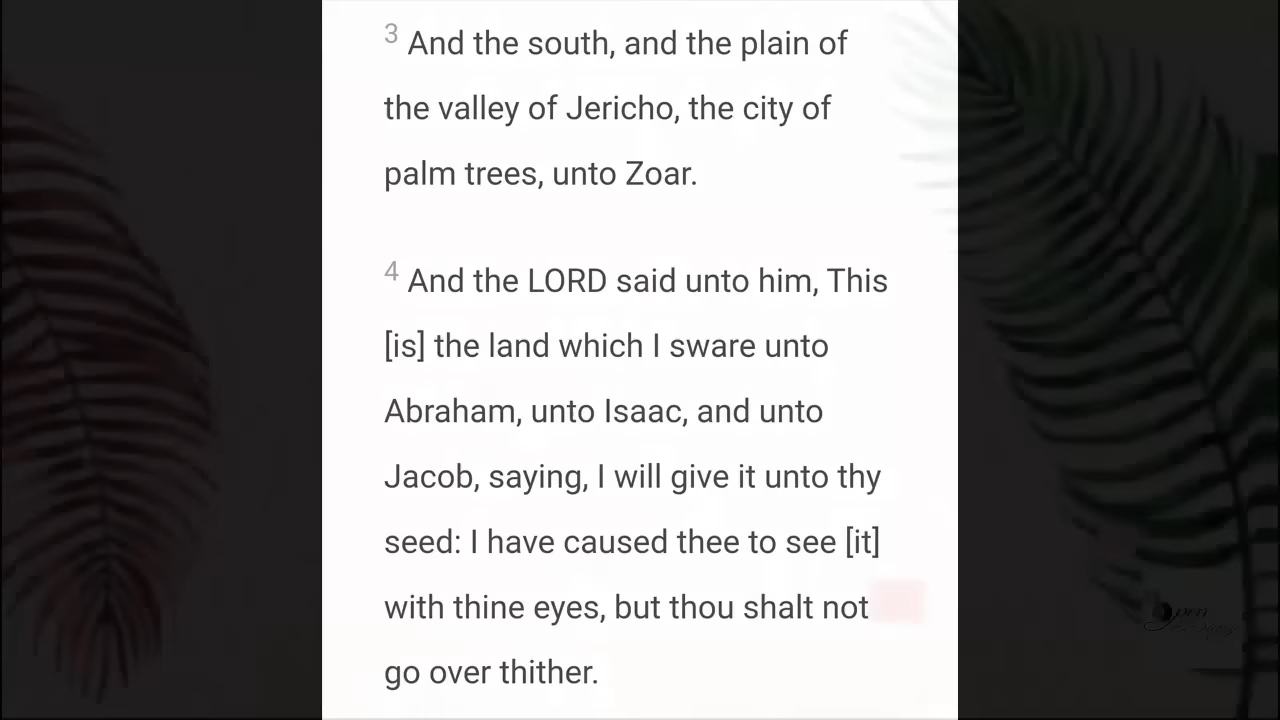 3 And the south, and the plain of
the valley of Jericho, the city of
palm trees, unto Zoar.
4 And the LORD said unto him, This
[is] the land which I sware unto
Abraham, unto Isaac, and unto
Jacob, saying, I will give it unto thy
seed: I have caused thee to see [it]
with thine eyes, but thou shalt not
go over thither.